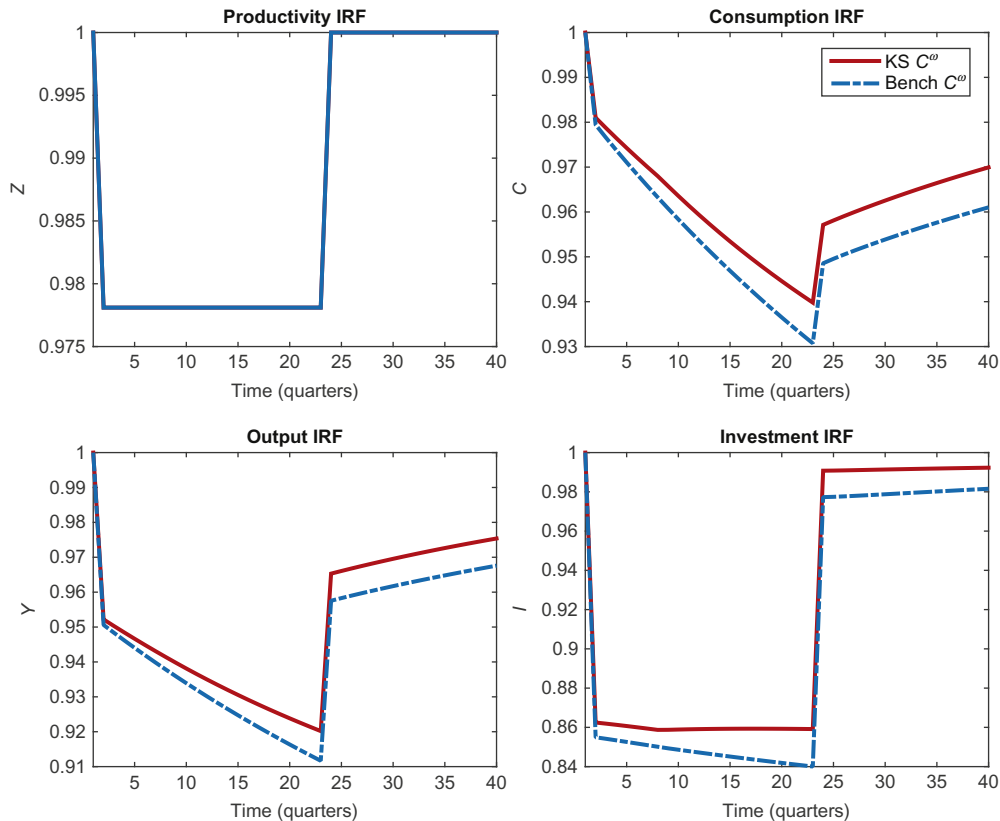 Productivity IRF
1
0.995
0.99
0.985
0.98
0.975
Z
5 10 15 20 25 30 35 40
Time (quarters)
Consumption IRF
KS C^ω
Bench C^ω
1
0.99
0.98
0.97
0.96
0.95
0.94
0.93
C
5 10 15 20 25 30 35 40
Time (quarters)
Output IRF
1
0.99
0.98
0.97
0.96
0.95
0.94
0.93
0.92
0.91
Y
5 10 15 20 25 30 35 40
Time (quarters)
Investment IRF
1
0.98
0.96
0.94
0.92
0.9
0.88
0.86
0.84
I
5 10 15 20 25 30 35 40
Time (quarters)